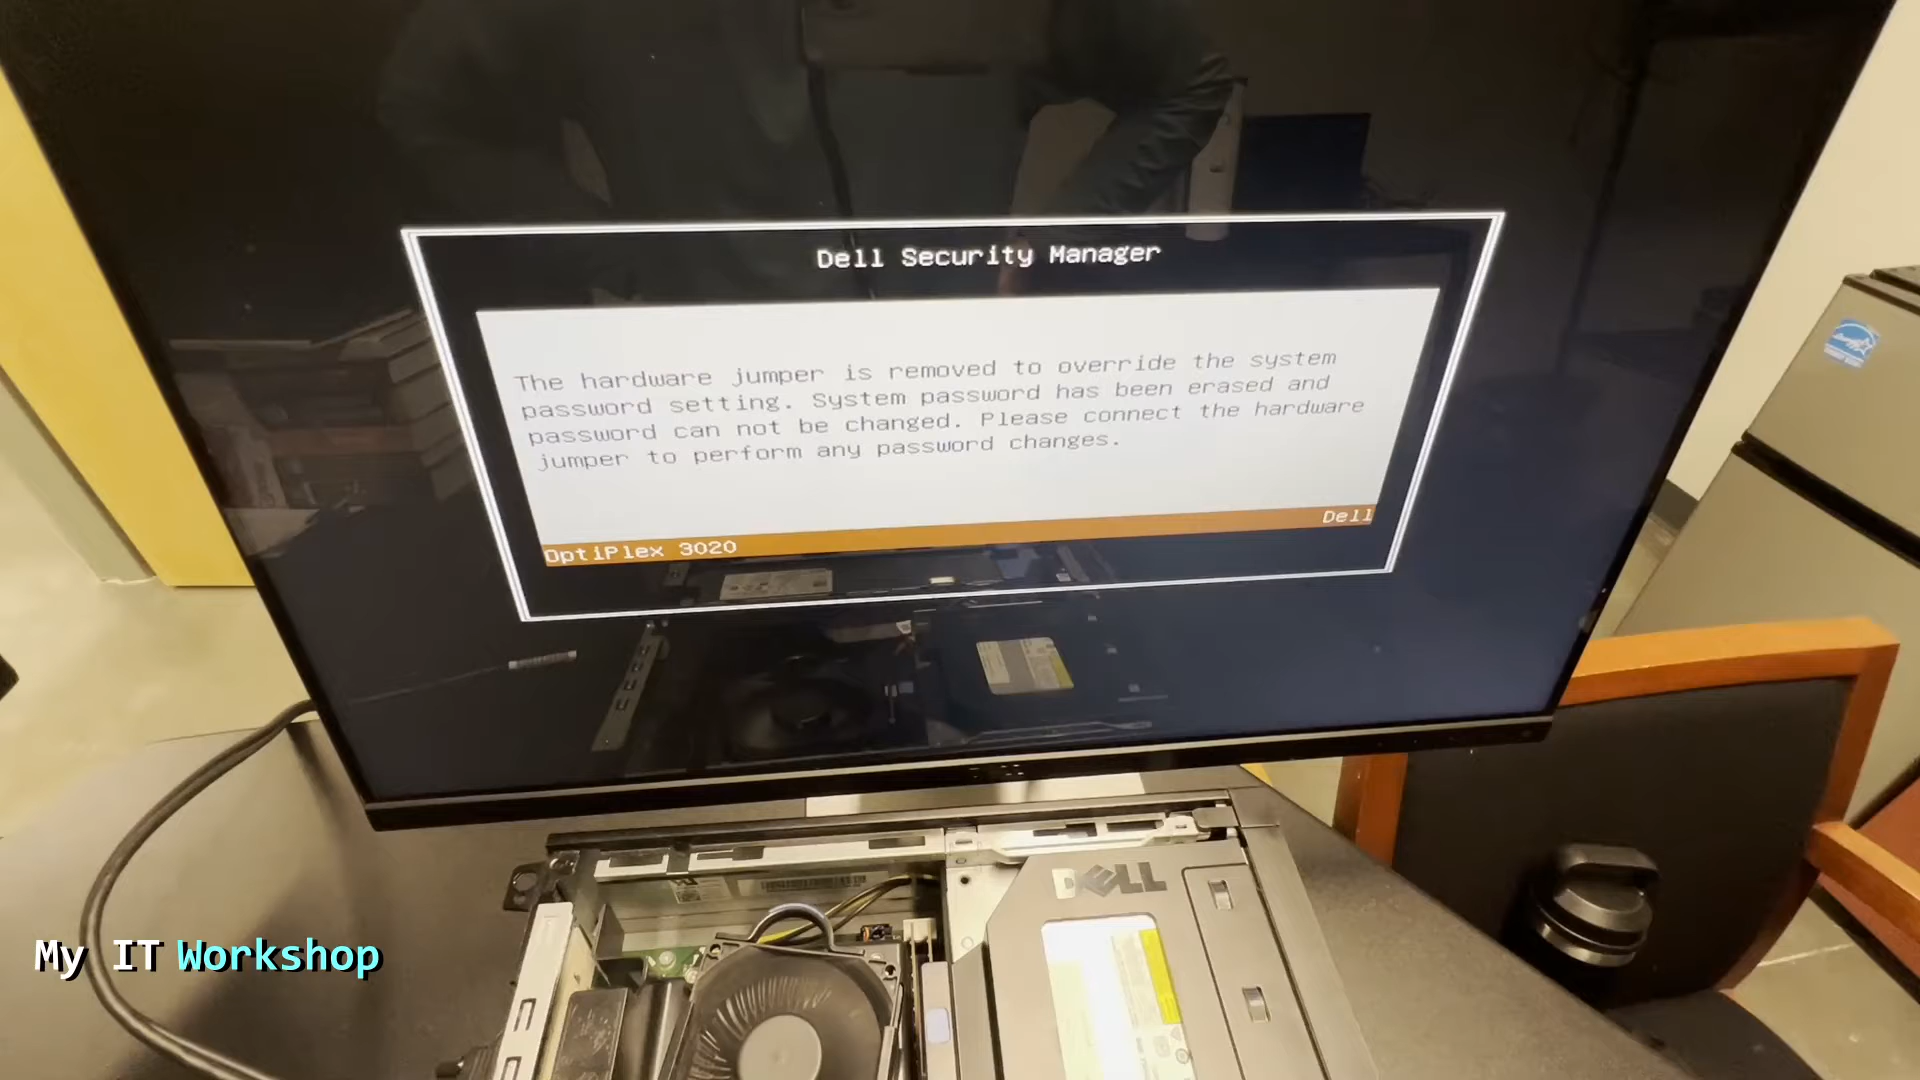 Dell Security Manager
The hardware jumper is removed to override the system
password setting. System password has been erased and
password can not be changed. Please connect the hardware
jumper to perform any password changes.
OptiPlex 3020 Dell
DELL
My IT Workshop